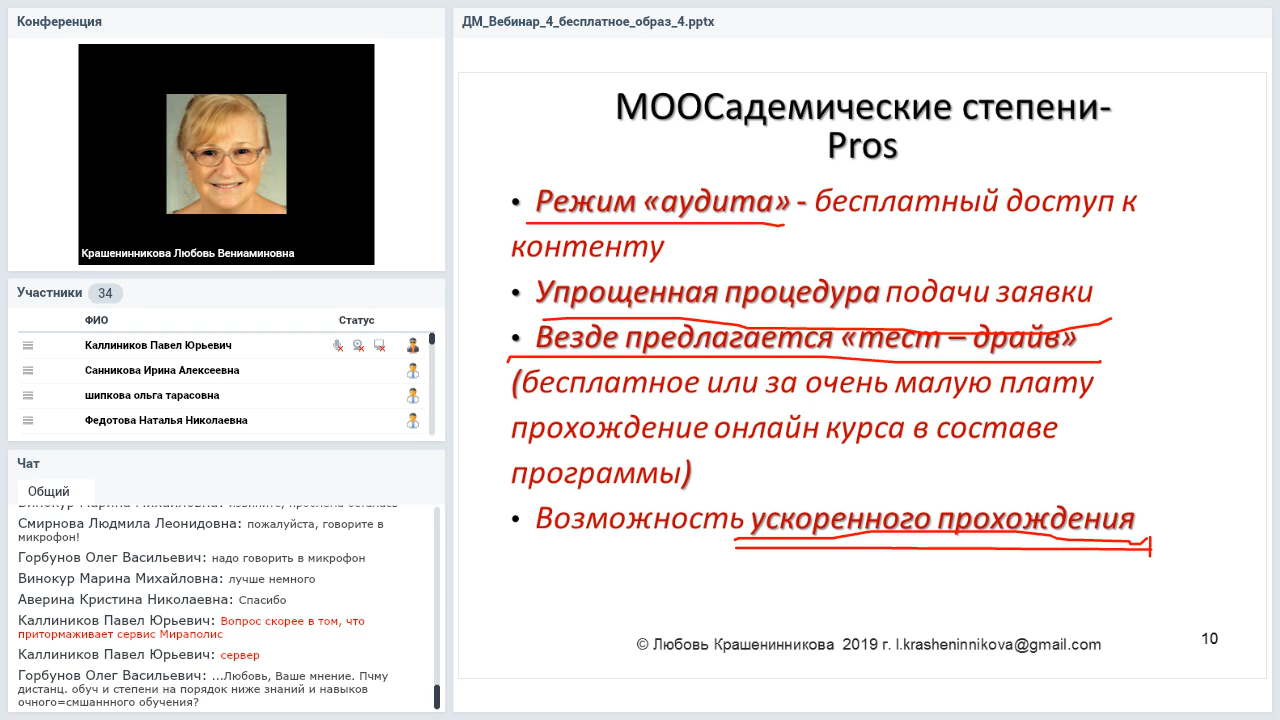 Конференция
Крашенинникова Любовь Вениаминовна
Участники 34
ФИО Статус
Каллиников Павел Юрьевич
Санникова Ирина Алексеевна
шипкова ольга тарасовна
Федотова Наталья Николаевна
Чат
Общий
Смирнова Людмила Леонидовна: пожалуйста, говорите в
микрофон!
Горбунов Олег Васильевич: надо говорить в микрофон
Винокур Марина Михайловна: лучше немного
Аверина Кристина Николаевна: Спасибо
Каллиников Павел Юрьевич: Вопрос скорее в том, что
притормаживает сервис Мираполис
Каллиников Павел Юрьевич: сервер
Горбунов Олег Васильевич: ...Любовь, Ваше мнение. Пчму
дистанц. обуч и степени на порядок ниже знаний и навыков
очного=смшаннного обучения?
ДМ_Вебинар_4_бесплатное_образ_4.pptx
МООСадемические степени-
Pros
• Режим «аудита» - бесплатный доступ к
контенту
• Упрощенная процедура подачи заявки
• Везде предлагается «тест – драйв»
(бесплатное или за очень малую плату
прохождение онлайн курса в составе
программы)
• Возможность ускоренного прохождения
© Любовь Крашенинникова 2019 г. l.krasheninnikova@gmail.com
10